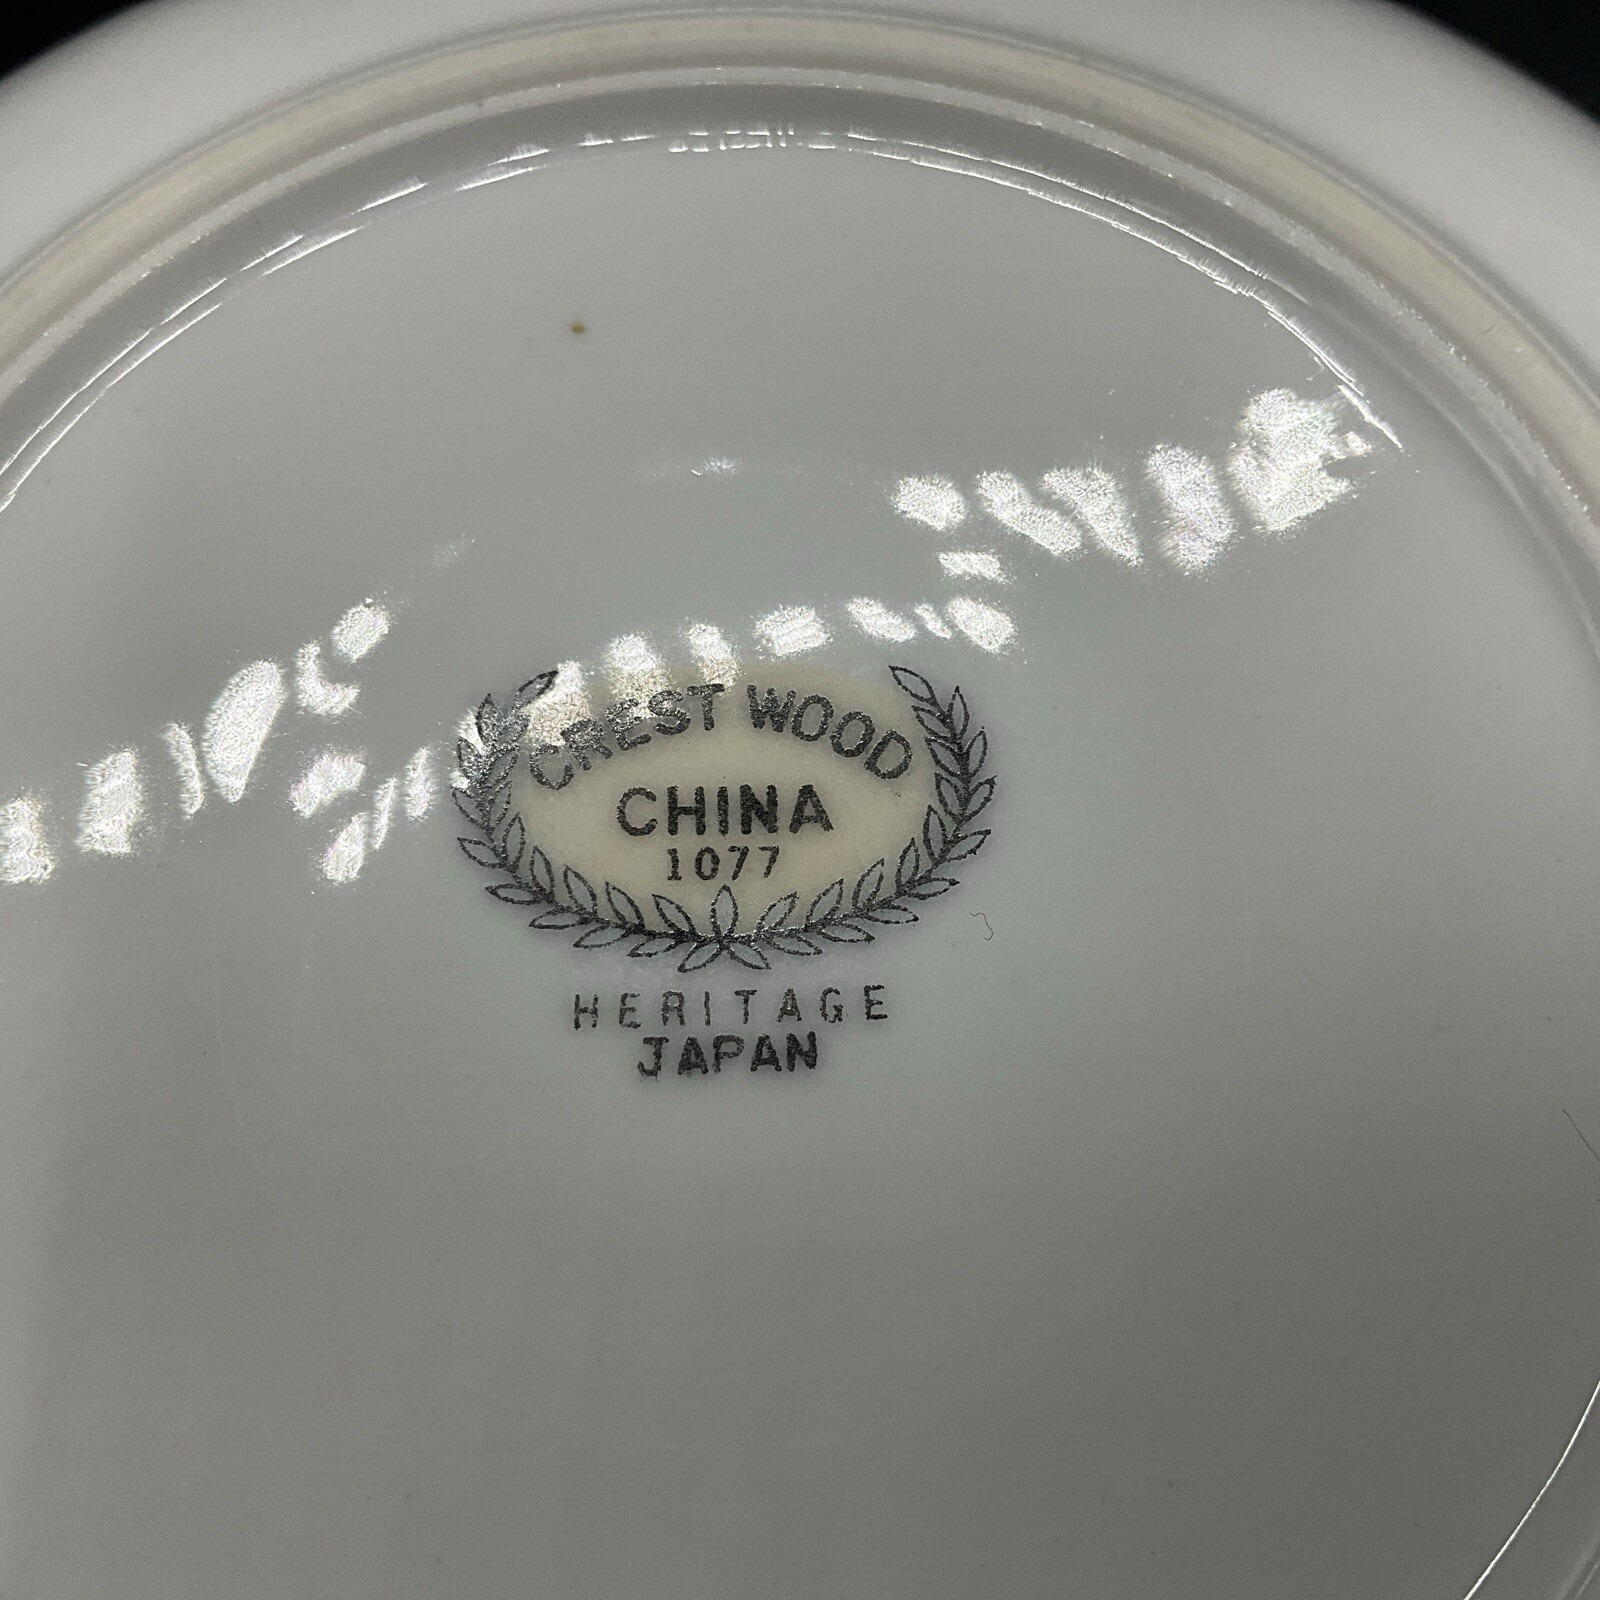 CREST WOOD
CHINA
1077
HERITAGE
JAPAN